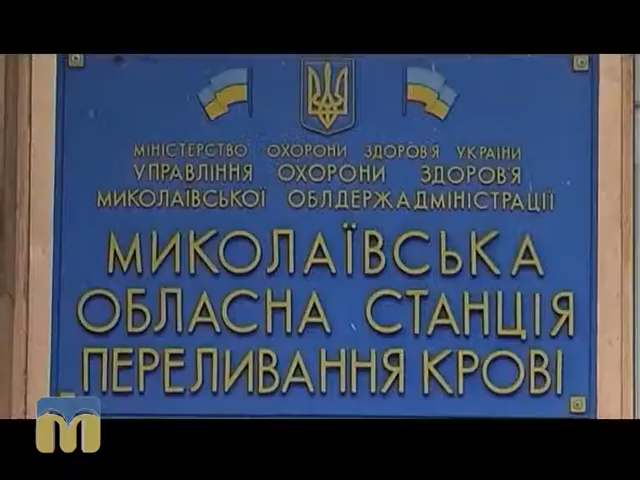 МІНІСТЕРСТВО ОХОРОНИ ЗДОРОВ'Я УКРАЇНИ
УПРАВЛІННЯ ОХОРОНИ ЗДОРОВ'Я
МИКОЛАЇВСЬКОЇ ОБЛДЕРЖАДМІНІСТРАЦІЇ
МИКОЛАЇВСЬКА
ОБЛАСНА СТАНЦІЯ
ПЕРЕЛИВАННЯ КРОВІ
М